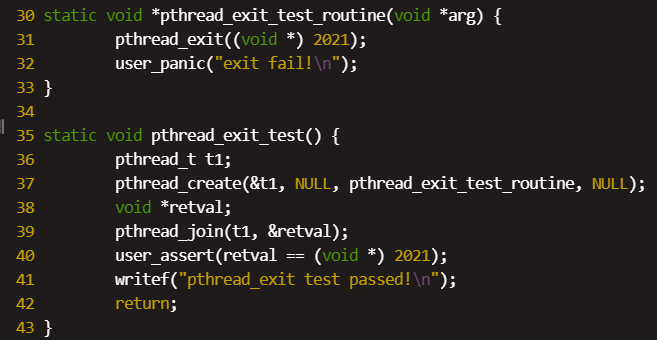 30 static void *pthread_exit_test_routine(void *arg) {
31         pthread_exit((void *) 2021);
32         user_panic("exit fail!\n");
33 }
34
35 static void pthread_exit_test() {
36         pthread_t t1;
37         pthread_create(&t1, NULL, pthread_exit_test_routine, NULL);
38         void *retval;
39         pthread_join(t1, &retval);
40         user_assert(retval == (void *) 2021);
41         writef("pthread_exit test passed!\n");
42         return;
43 }